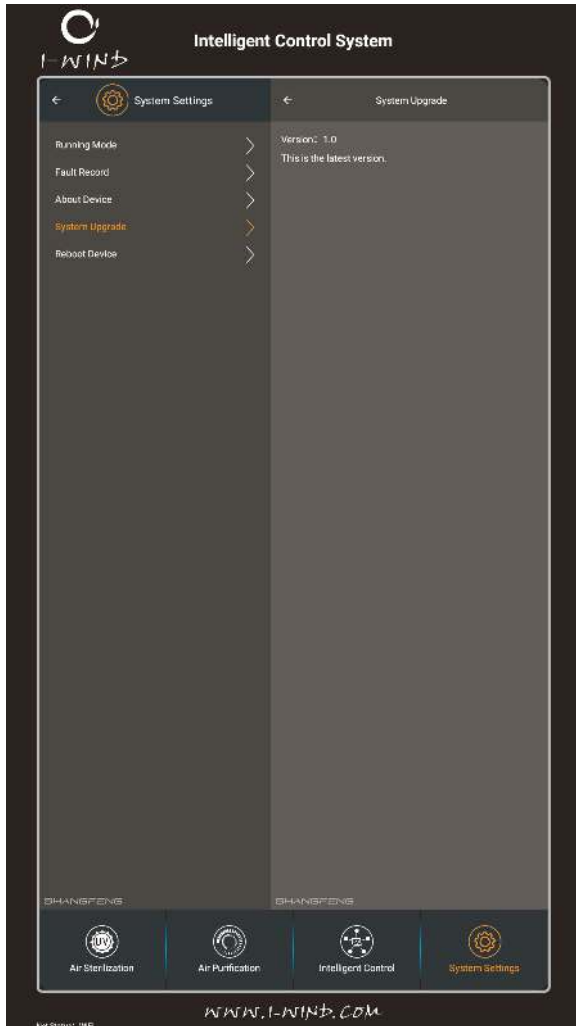 I-WIND
Intelligent Control System
System Settings
Running Mode
Fault Record
About Device
System Upgrade
Reboot Device
System Upgrade
Version: 1.0
This is the latest version.
SHANGFENG
SHANGFENG
UV
Air Sterilization
Air Purification
Intelligent Control
System Settings
WWW.I-WIND.COM